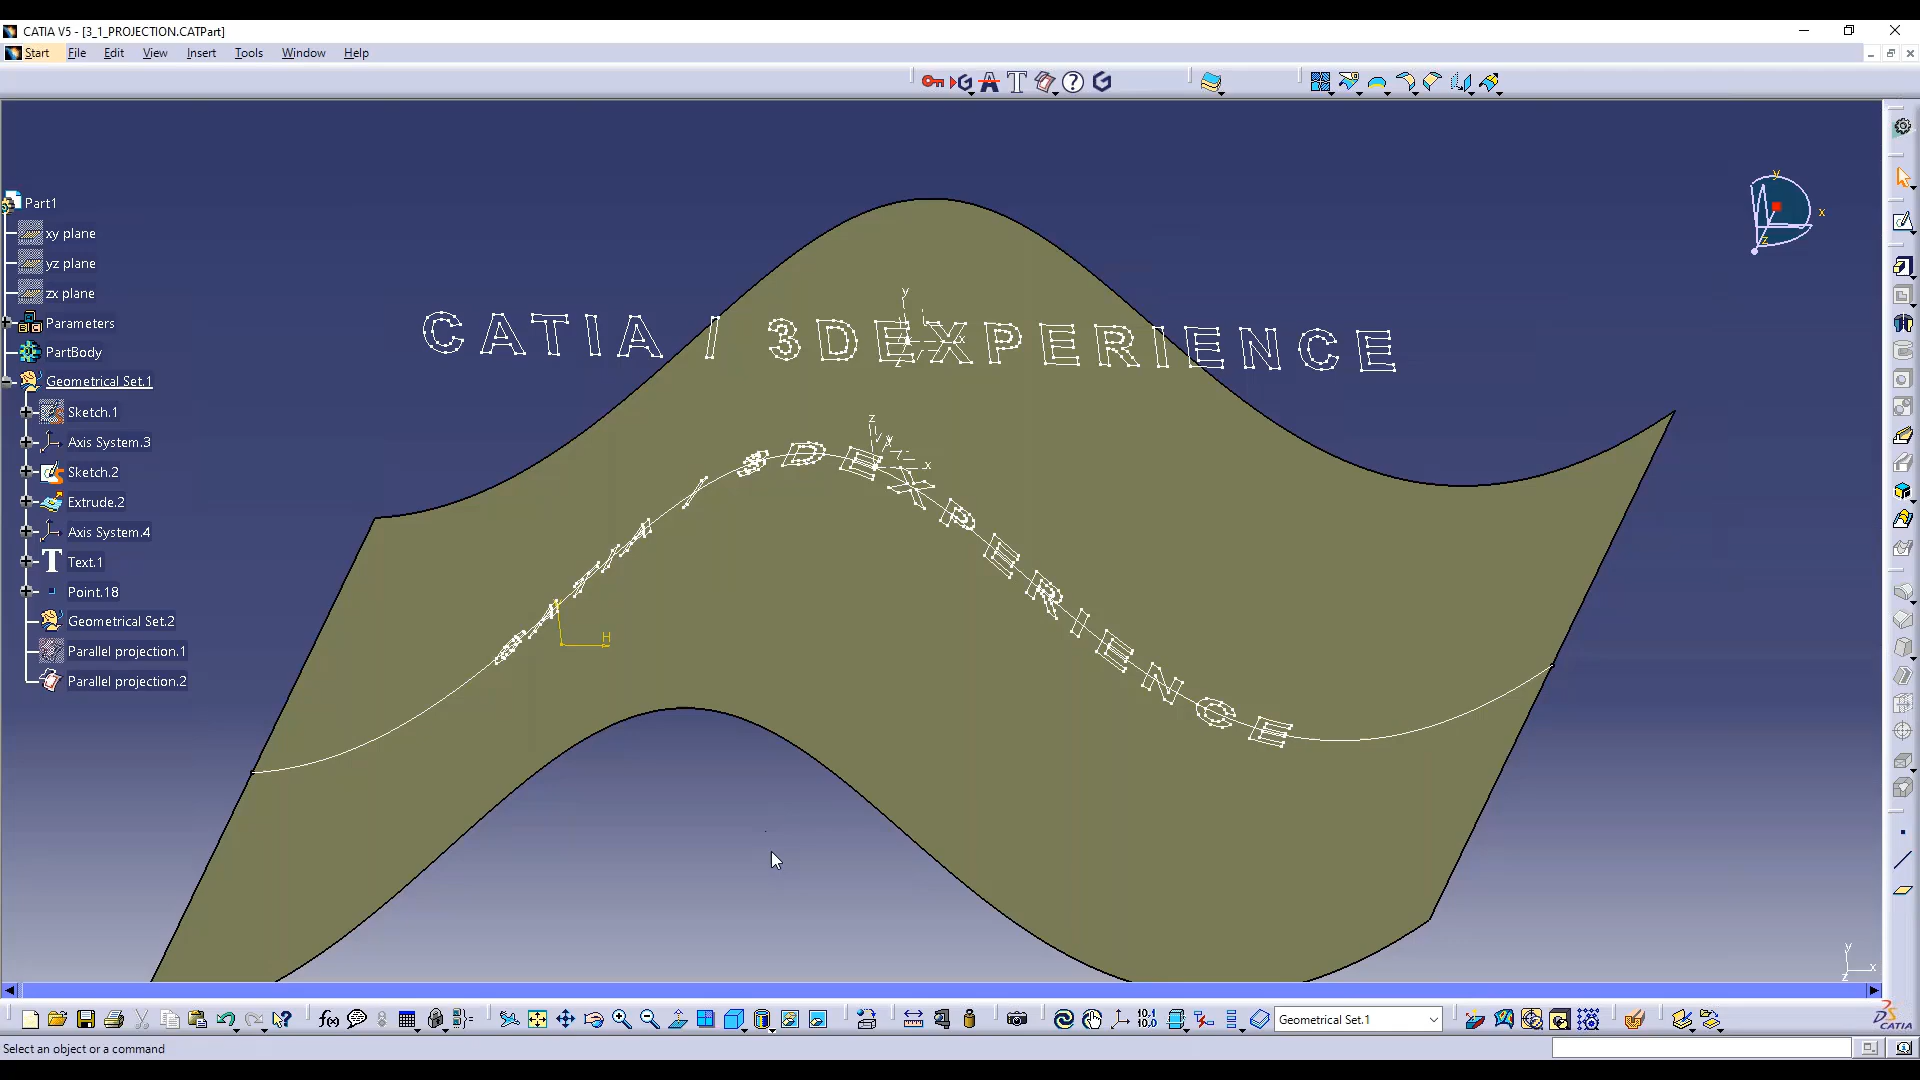 CATIA V5 - [3_1_PROJECTION.CATPart]
Start File Edit View Insert Tools Window Help
Part1
xy plane
yz plane
zx plane
Parameters
PartBody
Geometrical Set.1
Sketch.1
Axis System.3
Sketch.2
Extrude.2
Axis System.4
Text.1
Point.18
Geometrical Set.2
Parallel projection.1
Parallel projection.2
CATIA / 3DEXPERIENCE
y
x
z
z
y
x
CATIA / 3DEXPERIENCE
H
y
x
z
y
x
z
Geometrical Set.1
CATIA
Select an object or a command